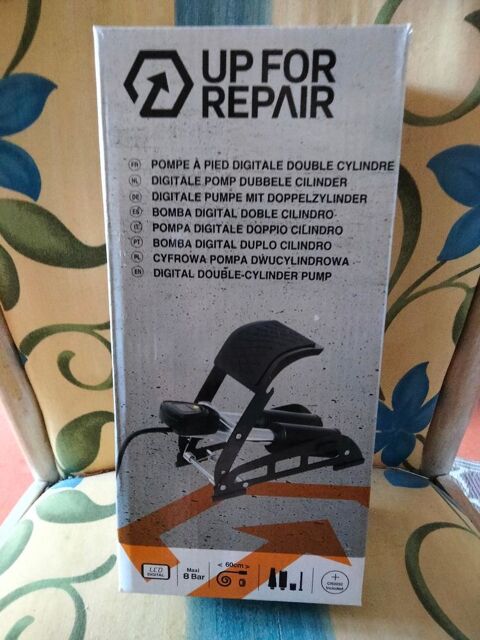 UP FOR
REPAIR
FR POMPE À PIED DIGITALE DOUBLE CYLINDRE
NL DIGITALE POMP DUBBELE CILINDER
DE DIGITALE PUMPE MIT DOPPELZYLINDER
ES BOMBA DIGITAL DOBLE CILINDRO
IT POMPA DIGITALE DOPPIO CILINDRO
PT BOMBA DIGITAL DUPLO CILINDRO
PL CYFROWA POMPA DWUCYLINDROWA
EN DIGITAL DOUBLE-CYLINDER PUMP
LCD
DIGITAL
Maxi
8 Bar
< 60cm >
+
Included